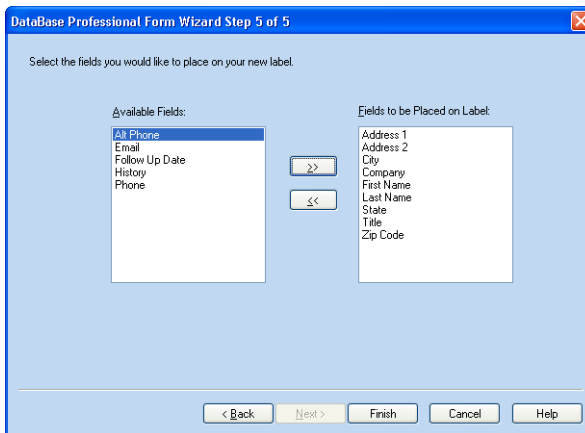 DataBase Professional Form Wizard Step 5 of 5
Select the fields you would like to place on your new label.
Available Fields:
Alt Phone
Email
Follow Up Date
History
Phone
>>
<<
Fields to be Placed on Label:
Address 1
Address 2
City
Company
First Name
Last Name
State
Title
Zip Code
< Back
Next >
Finish
Cancel
Help